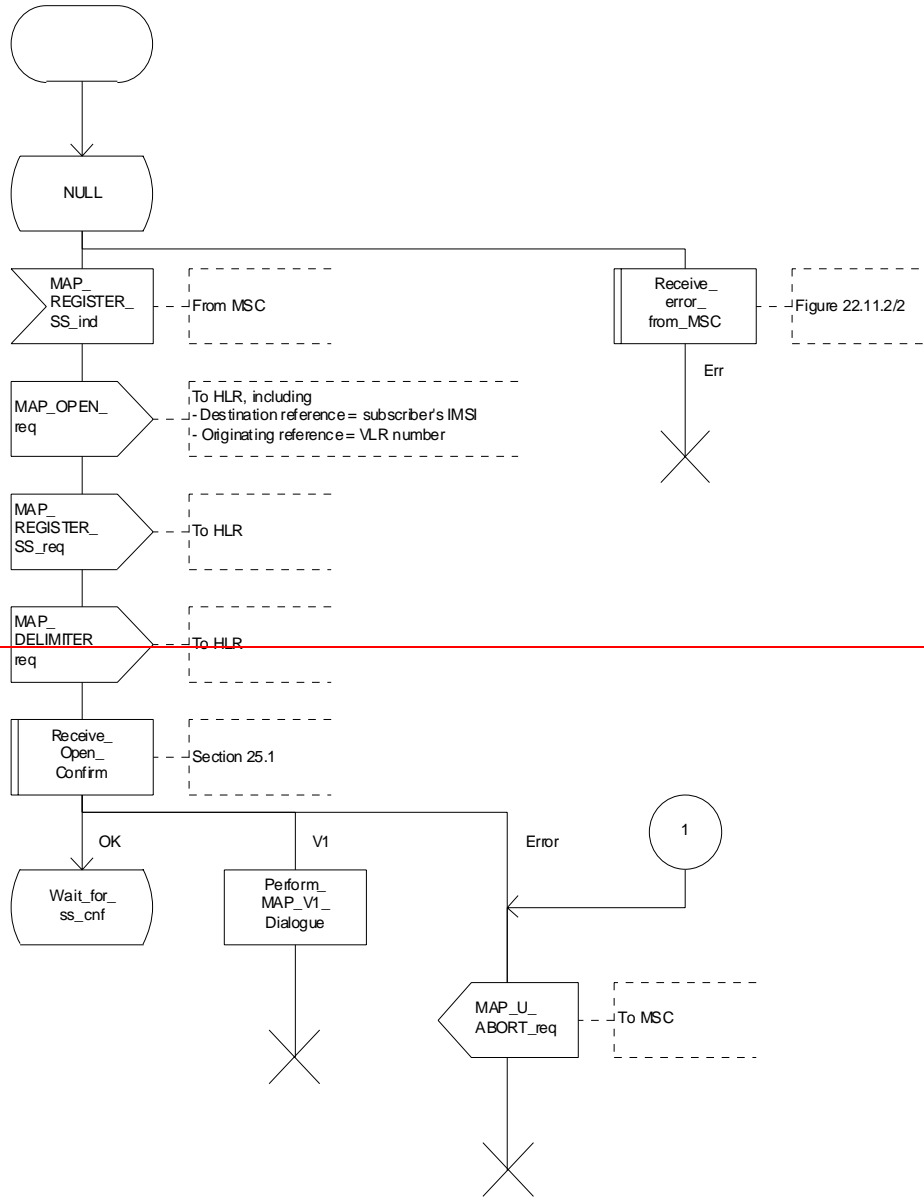 NULL
MAP_
REGISTER_
SS_ind
From MSC
Receive_
error_
from_MSC
Figure 22.11.2/2
Err
MAP_OPEN_
req
To HLR, including
- Destination reference = subscriber's IMSI
- Originating reference = VLR number
MAP_
REGISTER_
SS_req
To HLR
MAP_
DELIMITER
req
To HLR
Receive_
Open_
Confirm
Section 25.1
OK
V1
Error
1
Wait_for_
ss_cnf
Perform_
MAP_V1_
Dialogue
MAP_U_
ABORT_req
To MSC